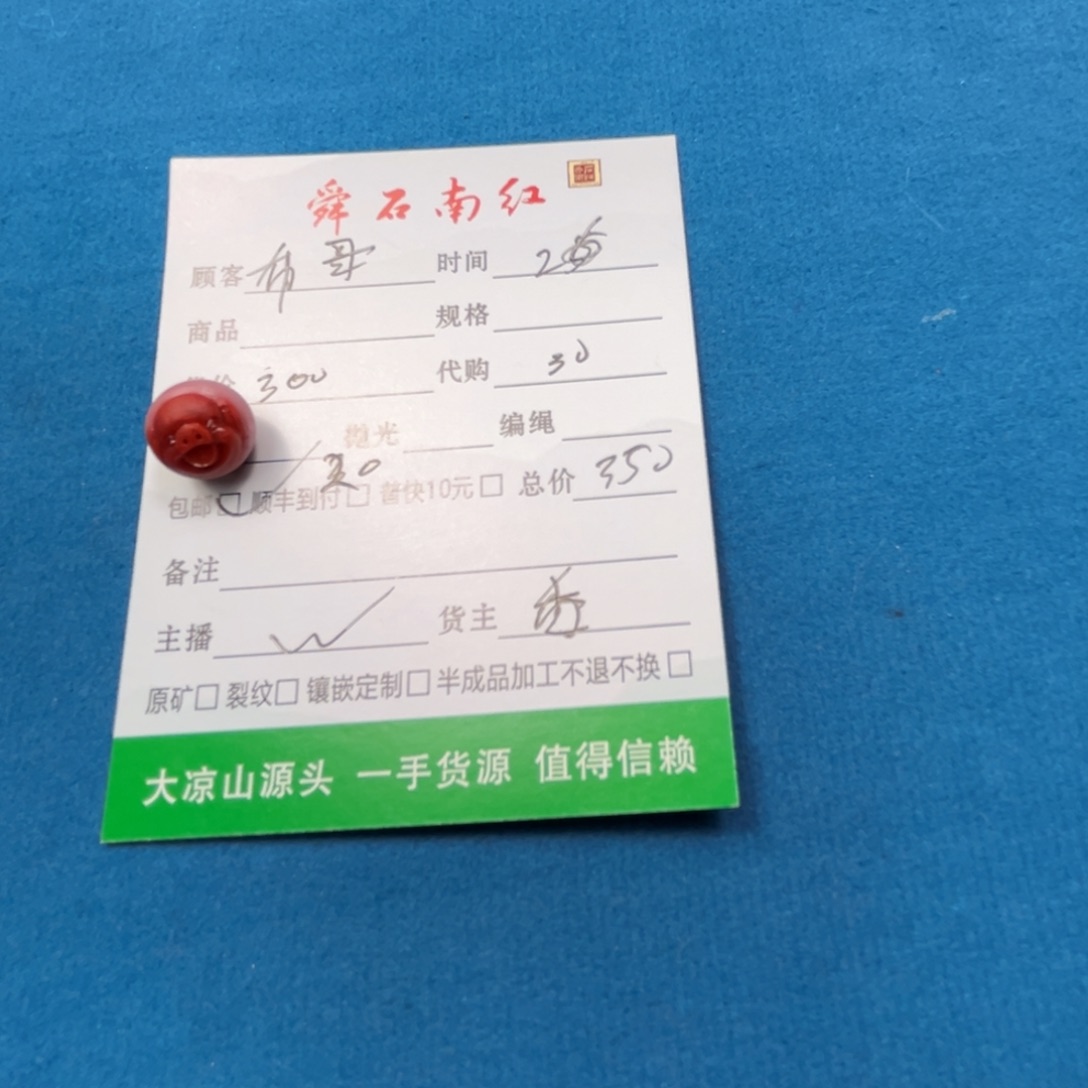 舜石南红
顾客 布哥 时间
商品 规格
价 300 代购 30
抛光 编绳
20
包邮 顺丰到付 普快10元 总价 350
备注
主播 货主
原矿 裂纹 镶嵌定制 半成品加工不退不换
大凉山源头 一手货源 值得信赖